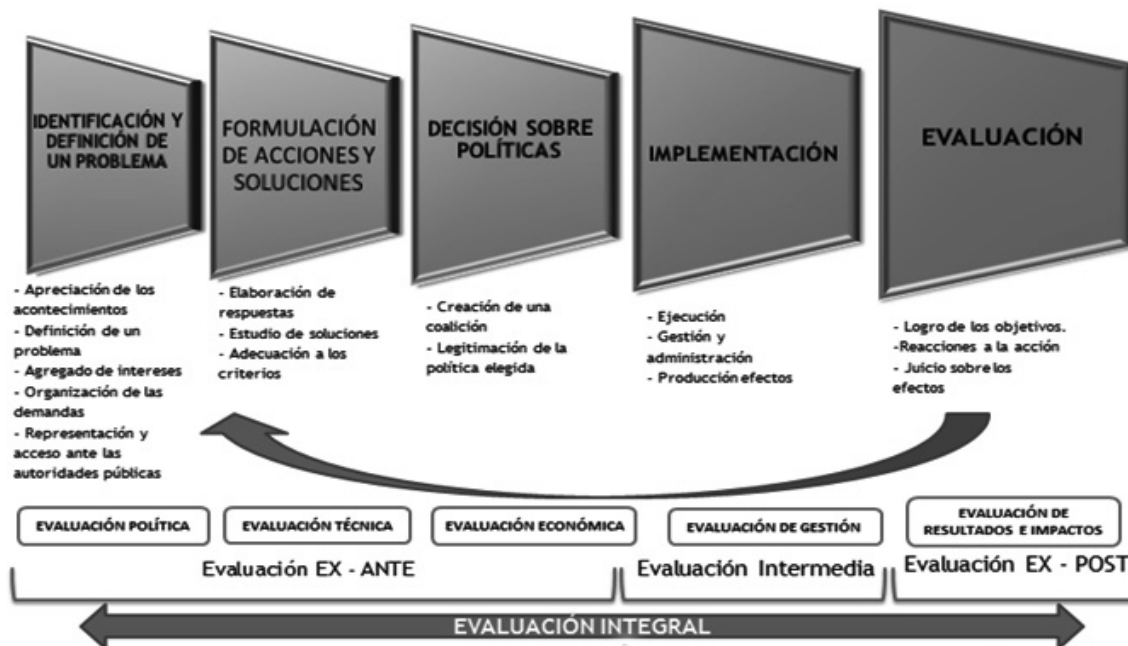 IDENTIFICACIÓN Y
DEFINICIÓN DE
UN PROBLEMA
FORMULACIÓN
DE ACCIONES Y
SOLUCIONES
DECISIÓN SOBRE
POLÍTICAS
IMPLEMENTACIÓN
EVALUACIÓN
- Apreciación de los
acontecimientos
- Definición de un
problema
- Agregado de intereses
- Organización de las
demandas
- Representación y
acceso ante las
autoridades públicas
- Elaboración de
respuestas
- Estudio de soluciones
- Adecuación a los
criterios
- Creación de una
coalición
- Legitimación de la
política elegida
- Ejecución
- Gestión y
administración
- Producción efectos
- Logro de los objetivos.
-Reacciones a la acción
- Juicio sobre los
efectos
EVALUACIÓN POLÍTICA
EVALUACIÓN TÉCNICA
EVALUACIÓN ECONÓMICA
EVALUACIÓN DE GESTIÓN
EVALUACIÓN DE
RESULTADOS E IMPACTOS
Evaluación EX - ANTE
Evaluación Intermedia
Evaluación EX - POST
EVALUACIÓN INTEGRAL